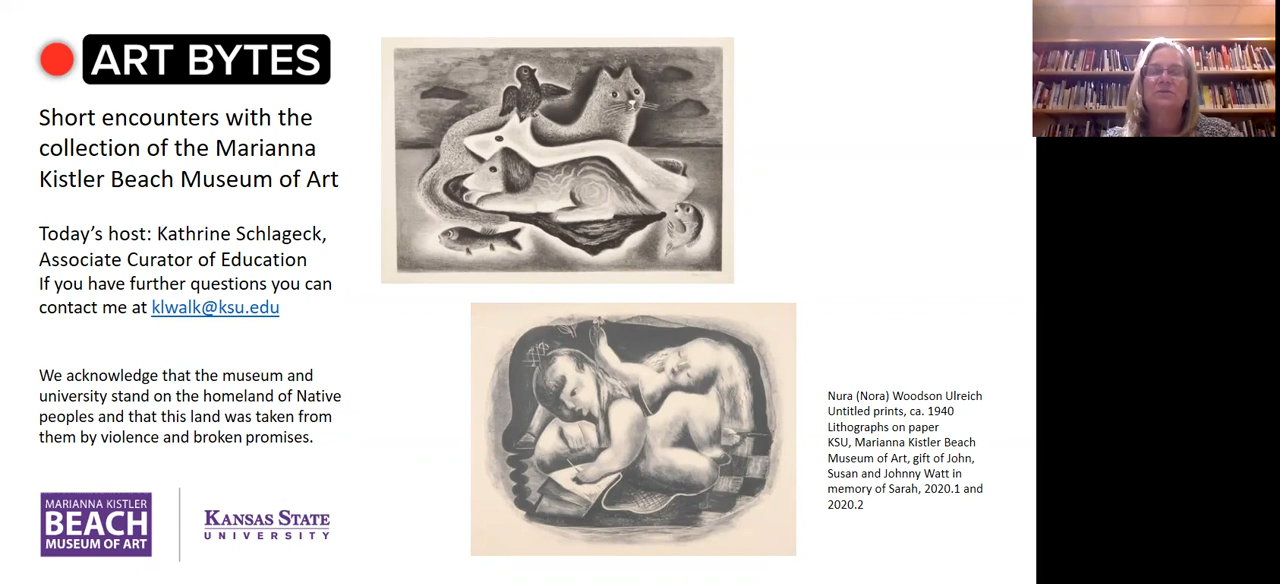 ART BYTES
Short encounters with the
collection of the Marianna
Kistler Beach Museum of Art
Today's host: Kathrine Schlageck,
Associate Curator of Education
If you have further questions you can
contact me at klwalk@ksu.edu
We acknowledge that the museum and
university stand on the homeland of Native
peoples and that this land was taken from
them by violence and broken promises.
MARIANNA KISTLER
BEACH
MUSEUM OF ART
KANSAS STATE
UNIVERSITY
Nura (Nora) Woodson Ulreich
Untitled prints, ca. 1940
Lithographs on paper
KSU, Marianna Kistler Beach
Museum of Art, gift of John,
Susan and Johnny Watt in
memory of Sarah, 2020.1 and
2020.2